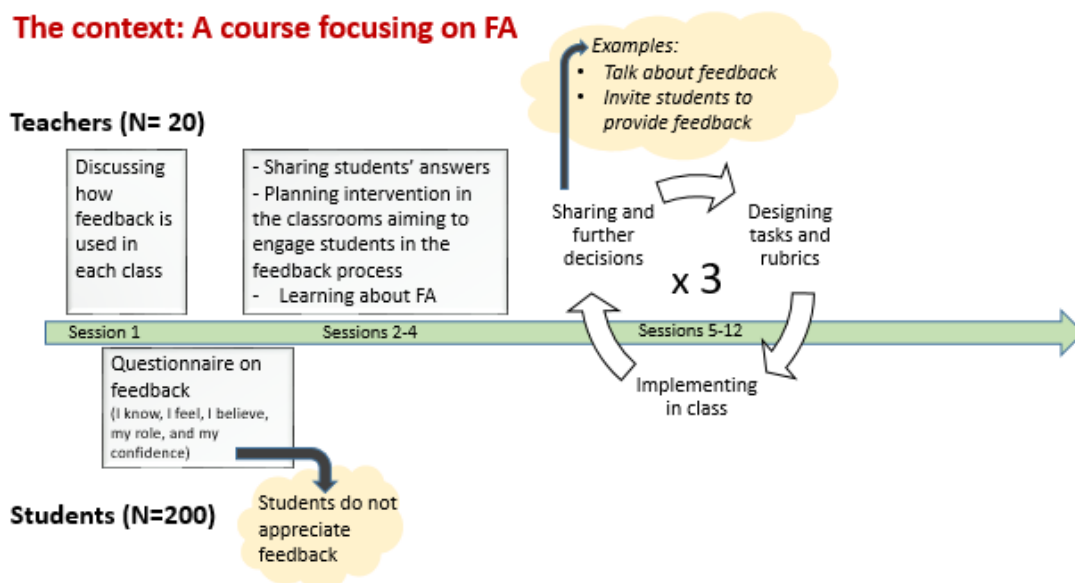 The context: A course focusing on FA
Examples:
• Talk about feedback
• Invite students to
provide feedback
Teachers (N= 20)
Discussing
how
feedback is
used in
each class
- Sharing students’ answers
- Planning intervention in
the classrooms aiming to
engage students in the
feedback process
- Learning about FA
Sharing and
further
decisions
Designing
tasks and
rubrics
x 3
Session 1
Sessions 2-4
Sessions 5-12
Implementing
in class
Questionnaire on
feedback
(I know, I feel, I believe,
my role, and my
confidence)
Students do not
appreciate
feedback
Students (N=200)